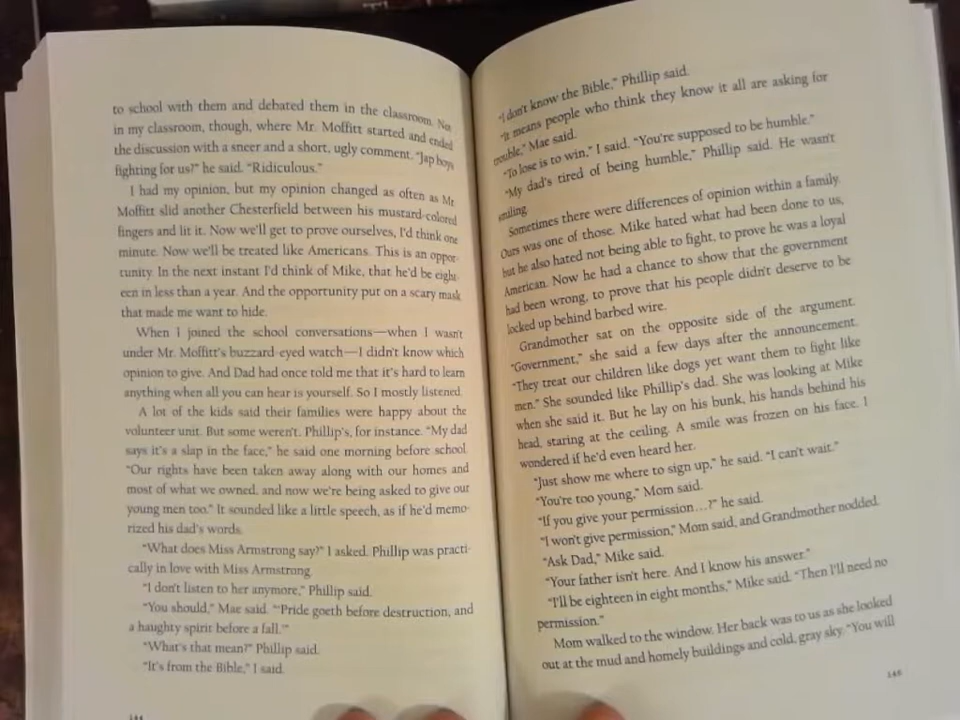 to school with them and debated them in the classroom. Not
in my classroom, though, where Mr. Moffitt started and ended
the discussion with a sneer and a short, ugly comment. “Jap boys
fighting for us?” he said. “Ridiculous.”
I had my opinion, but my opinion changed as often as Mr.
Moffitt slid another Chesterfield between his mustard-colored
fingers and lit it. Now we'll get to prove ourselves, I'd think one
minute. Now we'll be treated like Americans. This is an oppor-
tunity. In the next instant I'd think of Mike, that he'd be eight-
een in less than a year. And the opportunity put on a scary mask
that made me want to hide.
When I joined the school conversations—when I wasn't
under Mr. Moffitt's buzzard-eyed watch—I didn't know which
opinion to give. And Dad had once told me that it's hard to learn
anything when all you can hear is yourself. So I mostly listened.
A lot of the kids said their families were happy about the
volunteer unit. But some weren't. Phillip's, for instance. “My dad
says it's a slap in the face,” he said one morning before school.
“Our rights have been taken away along with our homes and
most of what we owned, and now we're being asked to give our
young men too.” It sounded like a little speech, as if he'd memo-
rized his dad's words.
“What does Miss Armstrong say?” I asked. Phillip was practi-
cally in love with Miss Armstrong.
“I don't listen to her anymore,” Phillip said.
“You should,” Mae said. “‘Pride goeth before destruction, and
a haughty spirit before a fall.’”
“What's that mean?” Phillip said.
“It's from the Bible,” I said.
“I don't know the Bible,” Phillip said.
“It means people who think they know it all are asking for
trouble,” Mae said.
“To lose is to win,” I said. “You're supposed to be humble.”
“My dad's tired of being humble,” Phillip said. He wasn't
smiling.
Sometimes there were differences of opinion within a family.
Ours was one of those. Mike hated what had been done to us,
but he also hated not being able to fight, to prove he was a loyal
American. Now he had a chance to show that the government
had been wrong, to prove that his people didn't deserve to be
locked up behind barbed wire.
Grandmother sat on the opposite side of the argument.
“Government,” she said a few days after the announcement.
“They treat our children like dogs yet want them to fight like
men.” She sounded like Phillip's dad. She was looking at Mike
when she said it. But he lay on his bunk, his hands behind his
head, staring at the ceiling. A smile was frozen on his face. I
wondered if he'd even heard her.
“Just show me where to sign up,” he said. “I can't wait.”
“You're too young,” Mom said.
“If you give your permission...?” he said.
“I won't give permission,” Mom said, and Grandmother nodded.
“Ask Dad,” Mike said.
“Your father isn't here. And I know his answer.”
“I'll be eighteen in eight months,” Mike said. “Then I'll need no
permission.”
Mom walked to the window. Her back was to us as she looked
out at the mud and homely buildings and cold, gray sky. “You will